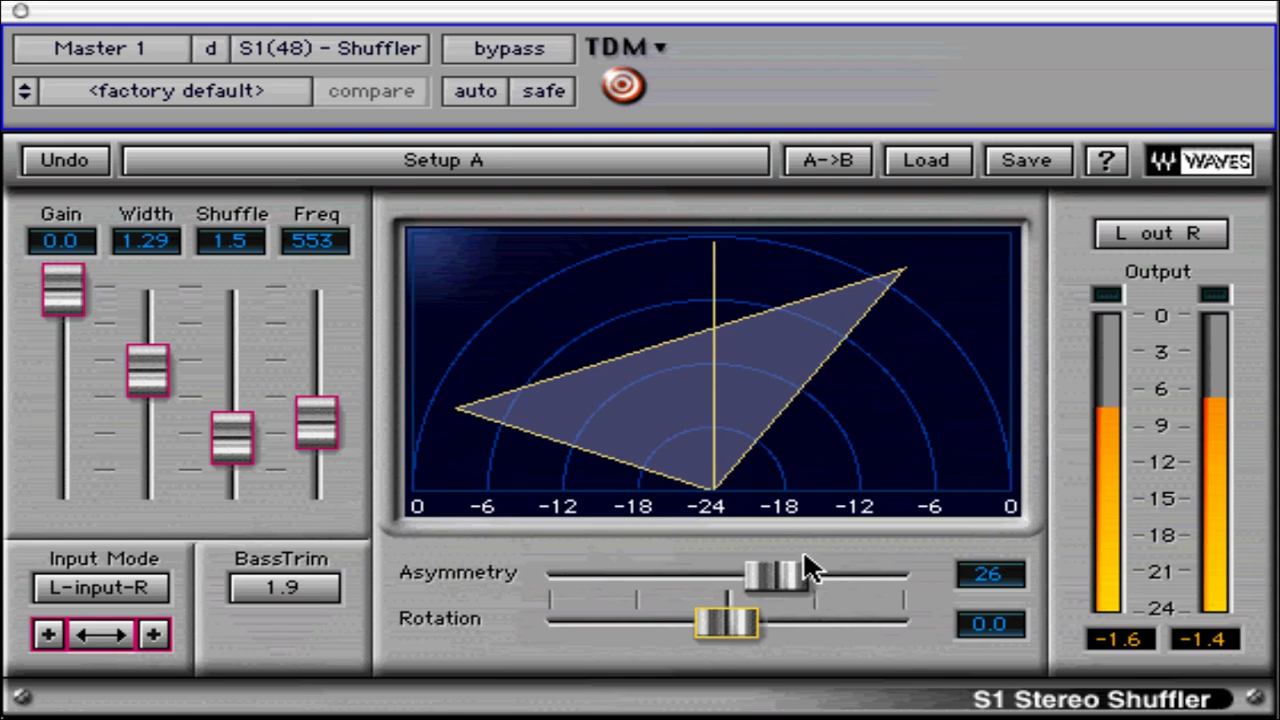 Master 1 d S1(48) - Shuffler bypass TDM
<factory default> compare auto safe
Undo Setup A A->B Load Save ? WAVES
Gain Width Shuffle Freq
0.0 1.29 1.5 553
L out R
Output
0
3
6
9
12
15
18
21
24
0 -6 -12 -18 -24 -18 -12 -6 0
Input Mode
L-input-R
BassTrim
1.9
Asymmetry 26
Rotation 0.0
-1.6 -1.4
S1 Stereo Shuffler